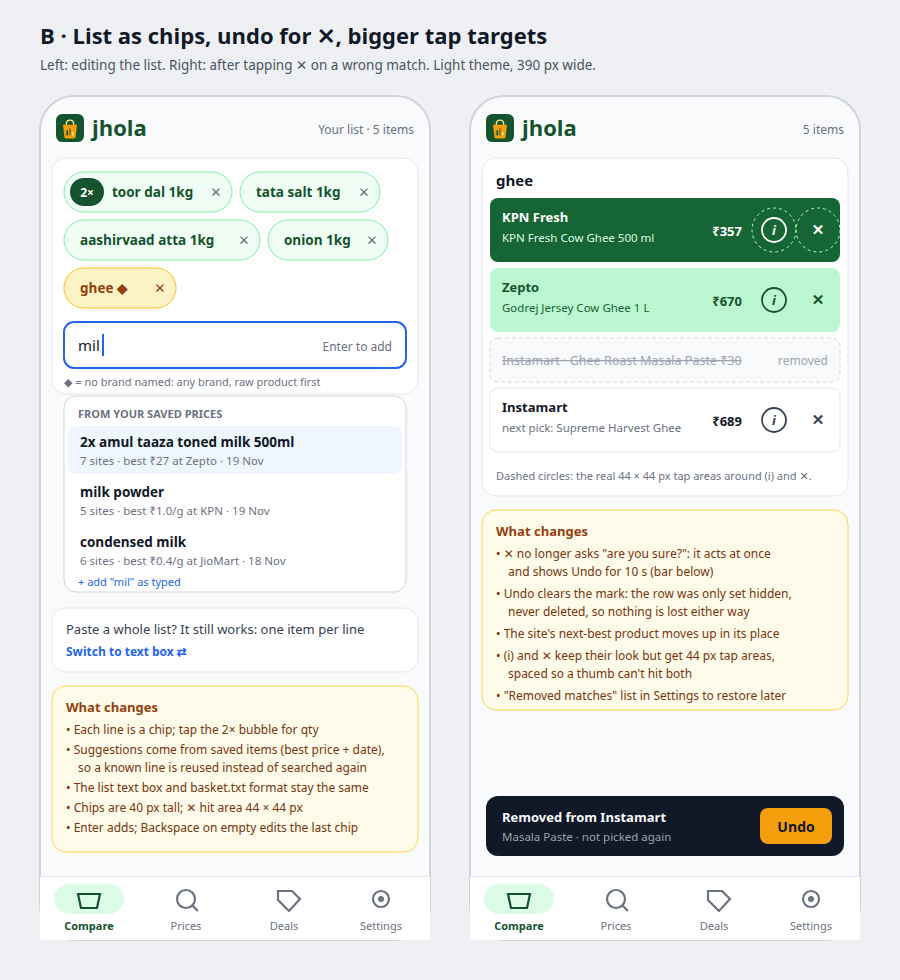 B · List as chips, undo for ✕, bigger tap targets
Left: editing the list. Right: after tapping ✕ on a wrong match. Light theme, 390 px wide.
jhola
Your list · 5 items
2×
toor dal 1kg ✕
tata salt 1kg ✕
aashirvaad atta 1kg ✕
onion 1kg ✕
ghee ◆ ✕
mil
Enter to add
◆ = no brand named: any brand, raw product first
FROM YOUR SAVED PRICES
2x amul taaza toned milk 500ml
7 sites · best ₹27 at Zepto · 19 Nov
milk powder
5 sites · best ₹1.0/g at KPN · 19 Nov
condensed milk
6 sites · best ₹0.4/g at JioMart · 18 Nov
+ add "mil" as typed
Paste a whole list? It still works: one item per line
Switch to text box ⇄
What changes
• Each line is a chip; tap the 2× bubble for qty
• Suggestions come from saved items (best price + date),
so a known line is reused instead of searched again
• The list text box and basket.txt format stay the same
• Chips are 40 px tall; ✕ hit area 44 × 44 px
• Enter adds; Backspace on empty edits the last chip
Compare
Prices
Deals
Settings
jhola
5 items
ghee
KPN Fresh
KPN Fresh Cow Ghee 500 ml
₹357
i
✕
Zepto
Godrej Jersey Cow Ghee 1 L
₹670
i
✕
Instamart · Ghee Roast Masala Paste ₹30
removed
Instamart
next pick: Supreme Harvest Ghee
₹689
i
✕
Dashed circles: the real 44 × 44 px tap areas around (i) and ✕.
What changes
• ✕ no longer asks "are you sure?": it acts at once
and shows Undo for 10 s (bar below)
• Undo clears the mark: the row was only set hidden,
never deleted, so nothing is lost either way
• The site's next-best product moves up in its place
• (i) and ✕ keep their look but get 44 px tap areas,
spaced so a thumb can't hit both
• "Removed matches" list in Settings to restore later
Removed from Instamart
Masala Paste · not picked again
Undo
Compare
Prices
Deals
Settings